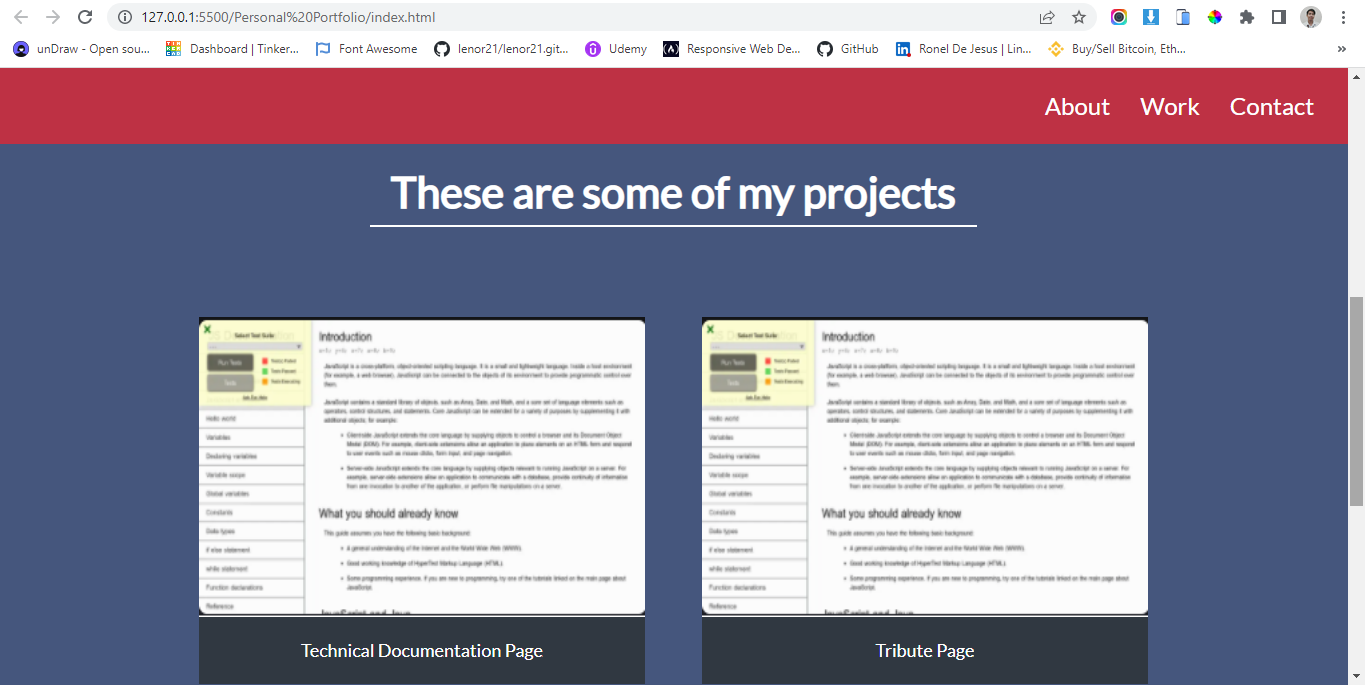 127.0.0.1:5500/Personal%20Portfolio/index.html
unDraw - Open sou... Dashboard | Tinker... Font Awesome lenor21/lenor21.git... Udemy Responsive Web De... GitHub Ronel De Jesus | Lin... Buy/Sell Bitcoin, Eth... »
About Work Contact
These are some of my projects
Select Test Suite
Run Tests
Tests
Introduction
JavaScript is a cross-platform, object-oriented scripting language. It is a small and lightweight language. Inside a host environment
(for example, a web browser), JavaScript can be connected to the objects of its environment to provide programmatic control over
them.
JavaScript contains a standard library of objects, such as Array, Date, and Math, and a core set of language elements such as
operators, control structures, and statements. Core JavaScript can be extended for a variety of purposes by supplementing it with
additional objects; for example:
Client-side JavaScript extends the core language by supplying objects to control a browser and its Document Object
Model (DOM). For example, client-side extensions allow an application to place elements on an HTML form and respond
to user events such as mouse clicks, form input, and page navigation.
Server-side JavaScript extends the core language by supplying objects relevant to running JavaScript on a server. For
example, server-side extensions allow an application to communicate with a database, provide continuity of information
from one invocation to another of the application, or perform file manipulations on a server.
What you should already know
This guide assumes you have the following basic background:
A general understanding of the Internet and the World Wide Web (WWW).
Good working knowledge of HyperText Markup Language (HTML).
Some programming experience. If you are new to programming, try one of the tutorials linked on the main page about
JavaScript.
JavaScript and Java
Hello world
Variables
Declaring variables
Variable scope
Global variables
Constants
Data types
if else statement
while statement
Function declarations
Reference
Technical Documentation Page
Select Test Suite
Run Tests
Tests
Introduction
JavaScript is a cross-platform, object-oriented scripting language. It is a small and lightweight language. Inside a host environment
(for example, a web browser), JavaScript can be connected to the objects of its environment to provide programmatic control over
them.
JavaScript contains a standard library of objects, such as Array, Date, and Math, and a core set of language elements such as
operators, control structures, and statements. Core JavaScript can be extended for a variety of purposes by supplementing it with
additional objects; for example:
Client-side JavaScript extends the core language by supplying objects to control a browser and its Document Object
Model (DOM). For example, client-side extensions allow an application to place elements on an HTML form and respond
to user events such as mouse clicks, form input, and page navigation.
Server-side JavaScript extends the core language by supplying objects relevant to running JavaScript on a server. For
example, server-side extensions allow an application to communicate with a database, provide continuity of information
from one invocation to another of the application, or perform file manipulations on a server.
What you should already know
This guide assumes you have the following basic background:
A general understanding of the Internet and the World Wide Web (WWW).
Good working knowledge of HyperText Markup Language (HTML).
Some programming experience. If you are new to programming, try one of the tutorials linked on the main page about
JavaScript.
JavaScript and Java
Hello world
Variables
Declaring variables
Variable scope
Global variables
Constants
Data types
if else statement
while statement
Function declarations
Reference
Tribute Page